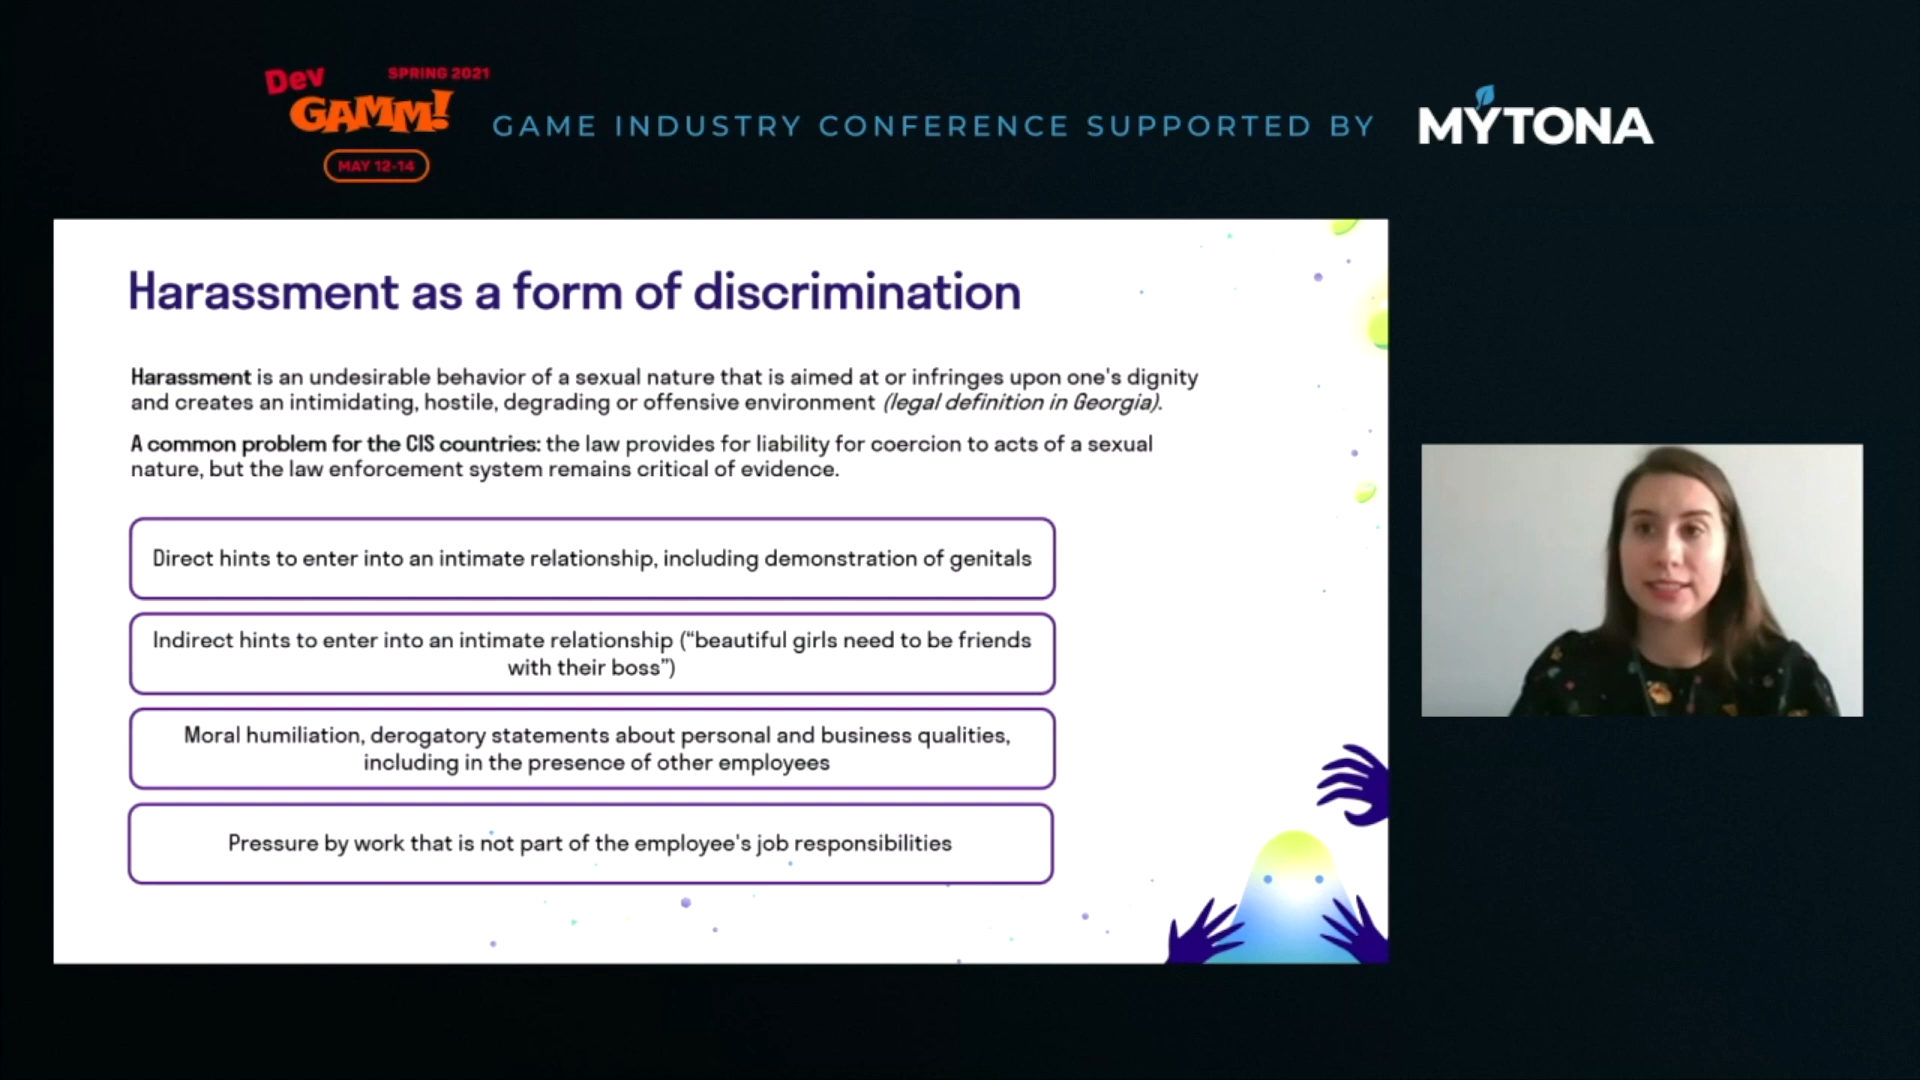 Dev
SPRING 2021
GAMM!
MAY 12-14
GAME INDUSTRY CONFERENCE SUPPORTED BY
MYTONA
Harassment as a form of discrimination
Harassment is an undesirable behavior of a sexual nature that is aimed at or infringes upon one's dignity
and creates an intimidating, hostile, degrading or offensive environment (legal definition in Georgia).
A common problem for the CIS countries: the law provides for liability for coercion to acts of a sexual
nature, but the law enforcement system remains critical of evidence.
Direct hints to enter into an intimate relationship, including demonstration of genitals
Indirect hints to enter into an intimate relationship (“beautiful girls need to be friends
with their boss”)
Moral humiliation, derogatory statements about personal and business qualities,
including in the presence of other employees
Pressure by work that is not part of the employee's job responsibilities